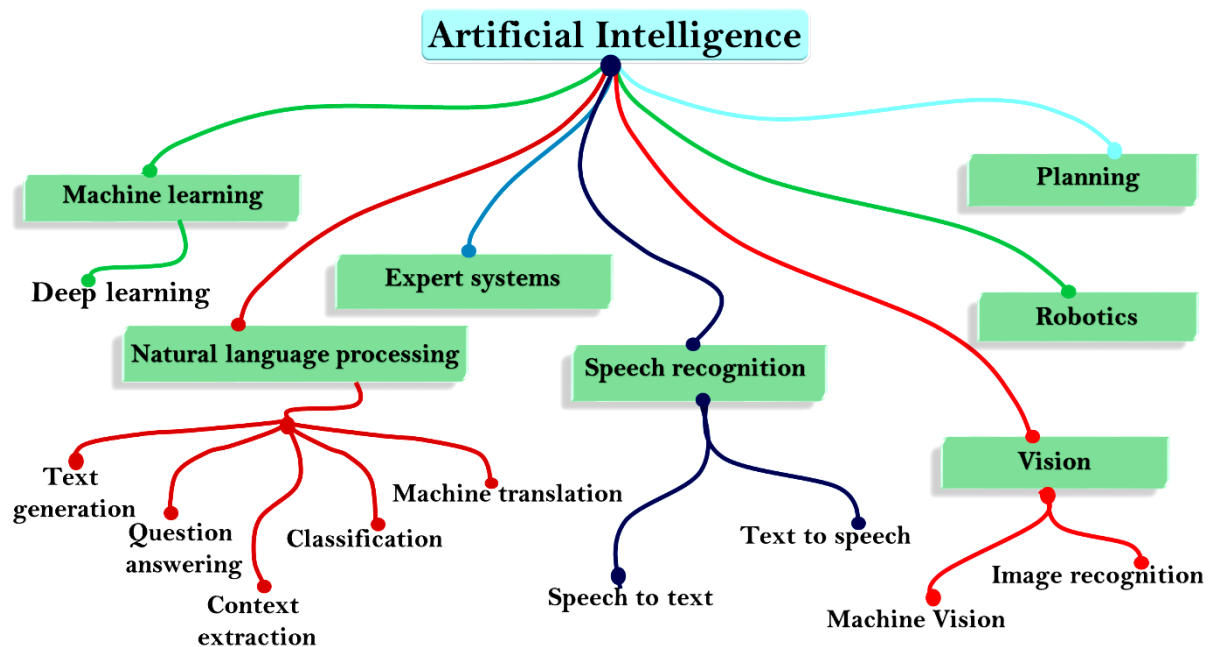 Artificial Intelligence
Machine learning
Deep learning
Natural language processing
Text
generation
Question
answering
Context
extraction
Classification
Machine translation
Expert systems
Speech recognition
Speech to text
Text to speech
Vision
Machine Vision
Image recognition
Robotics
Planning